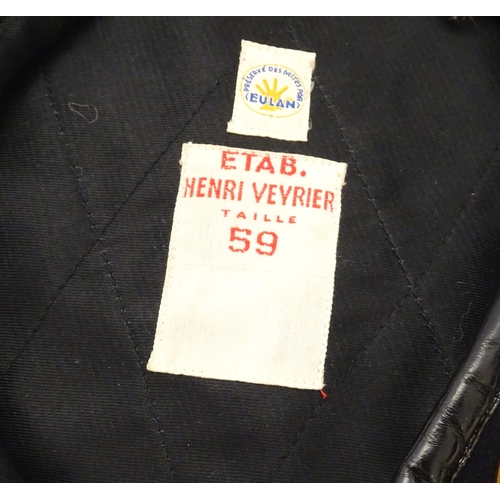 PRÉSERVÉ DES MITES PAR
EULAN
ETAB.
HENRI VEYRIER
TAILLE
59